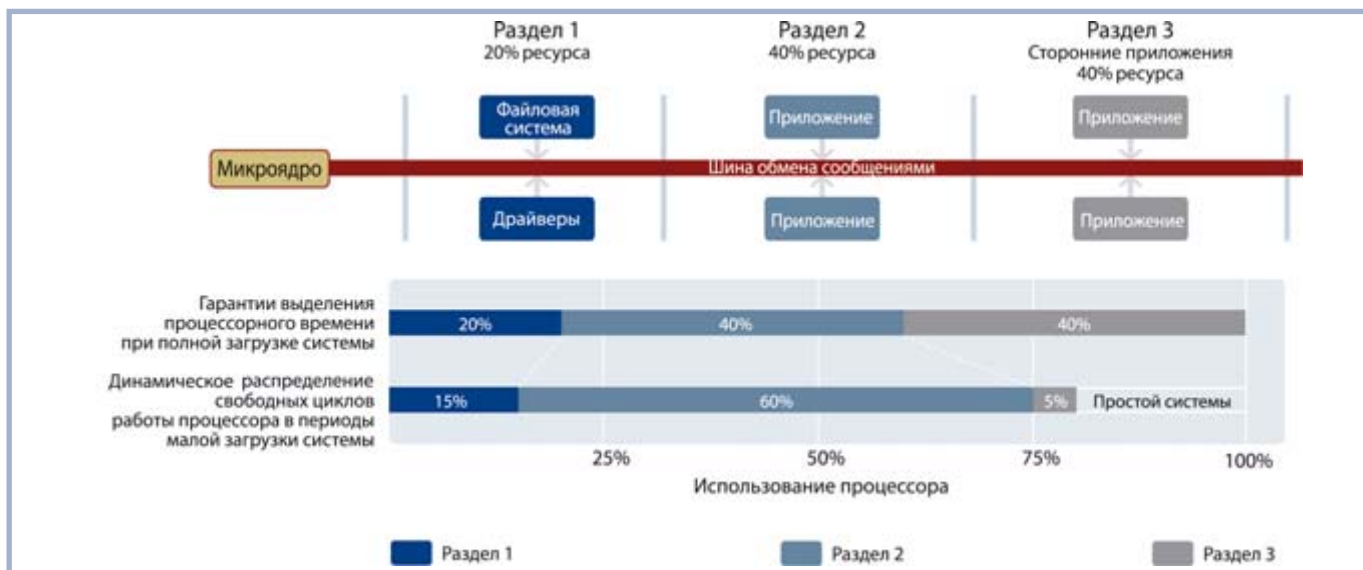 Раздел 1
20% ресурса
Раздел 2
40% ресурса
Раздел 3
Сторонние приложения
40% ресурса
Файловая
система
Приложение
Приложение
Микроядро
Шина обмена сообщениями
Драйверы
Приложение
Приложение
Гарантии выделения
процессорного времени
при полной загрузке системы
20%
40%
40%
Динамическое распределение
свободных циклов
работы процессора в периоды
малой загрузки системы
15%
60%
5%
Простой системы
25%
50%
75%
100%
Использование процессора
Раздел 1
Раздел 2
Раздел 3